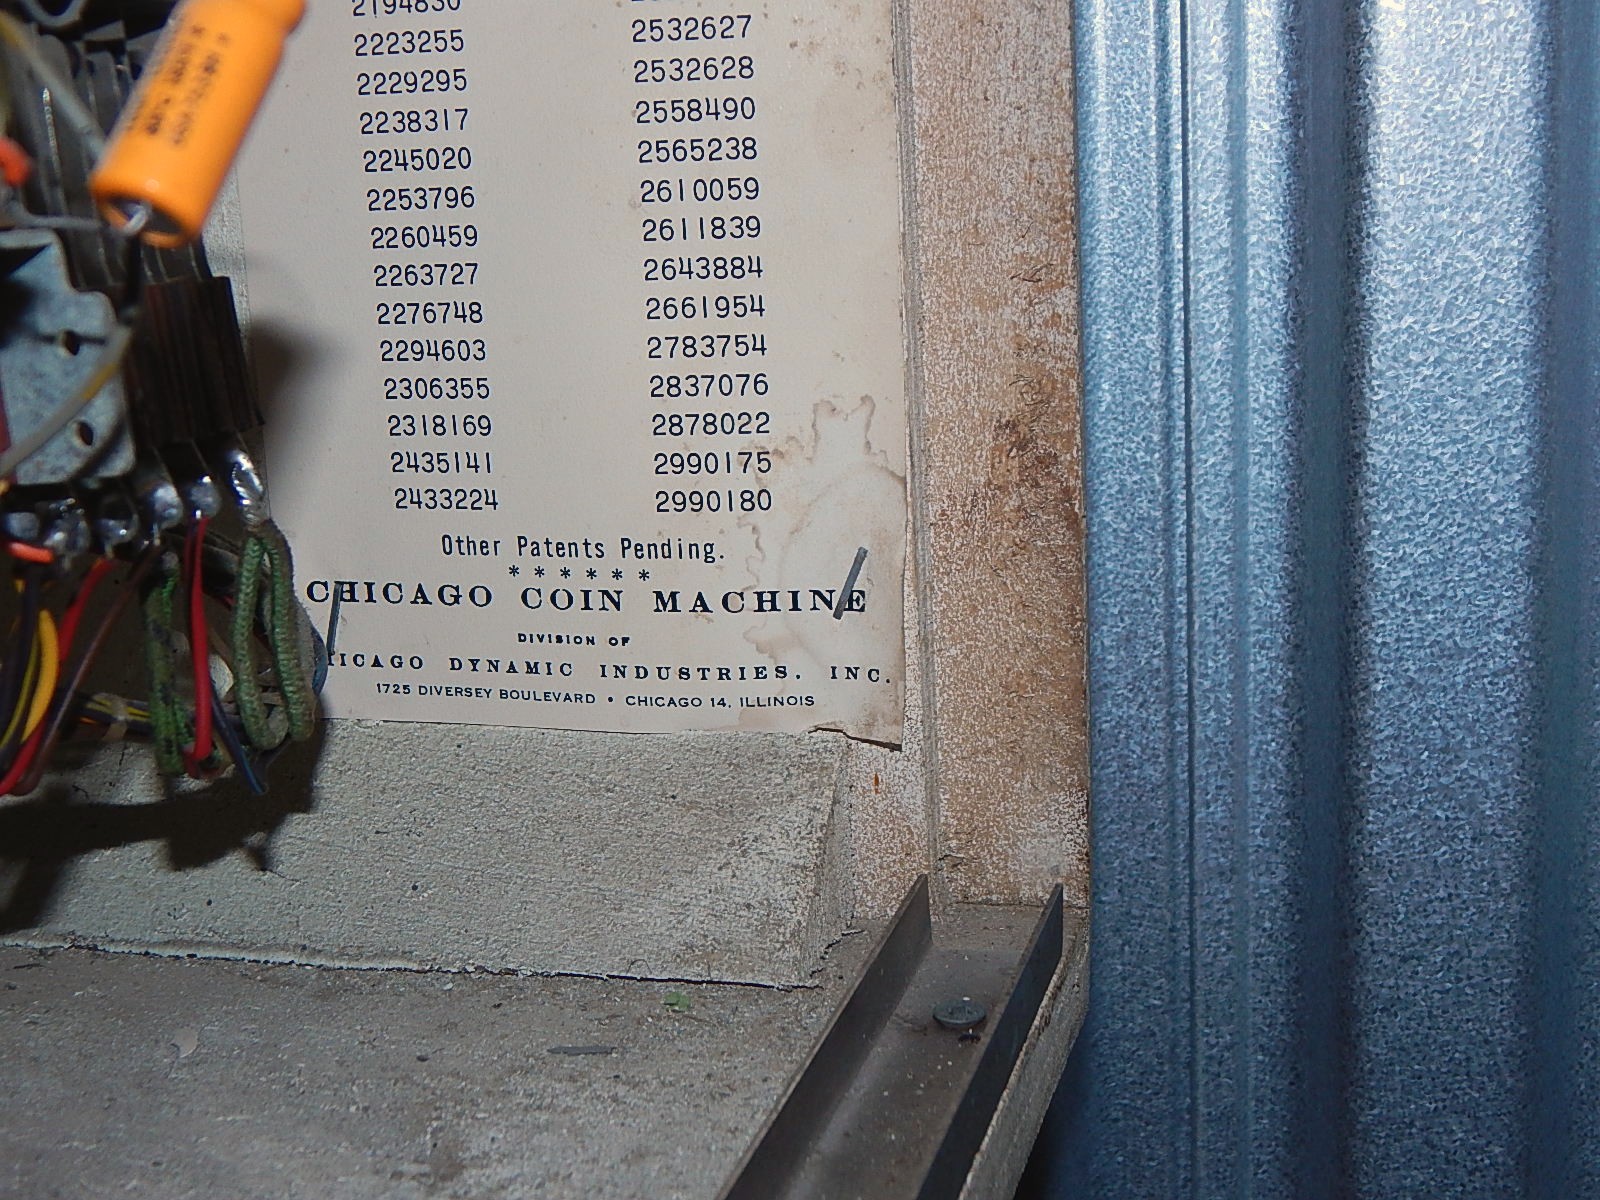 2194830
2223255 2532627
2229295 2532628
2238317 2558490
2245020 2565238
2253796 2610059
2260459 2611839
2263727 2643884
2276748 2661954
2294603 2783754
2306355 2837076
2318169 2878022
2435141 2990175
2433224 2990180
Other Patents Pending.
* * * * * *
CHICAGO COIN MACHINE
DIVISION OF
HICAGO DYNAMIC INDUSTRIES, INC.
1725 DIVERSEY BOULEVARD • CHICAGO 14, ILLINOIS